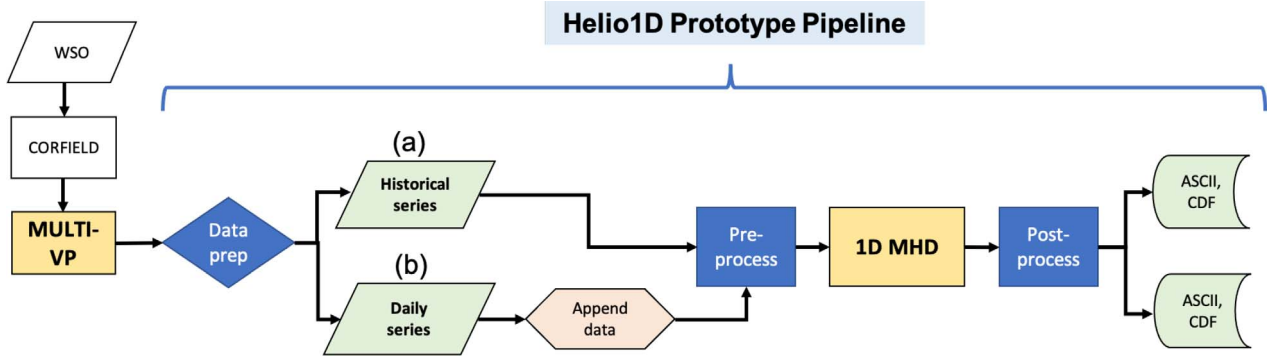 Helio1D Prototype Pipeline
WSO
CORFIELD
MULTI-
VP
Data
prep
(a)
Historical
series
(b)
Daily
series
Append
data
Pre-
process
1D MHD
Post-
process
ASCII,
CDF
ASCII,
CDF